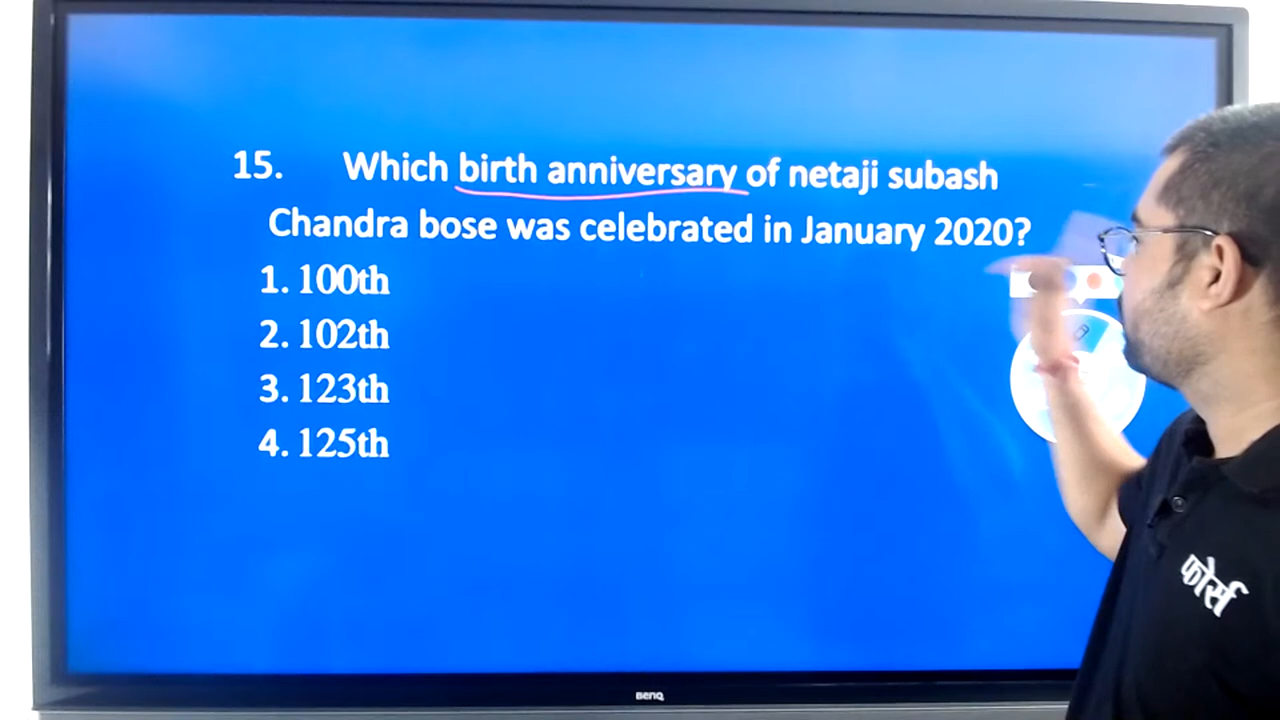 15. Which birth anniversary of netaji subash
Chandra bose was celebrated in January 2020?
1. 100th
2. 102th
3. 123th
4. 125th
फोर्स
BenQ